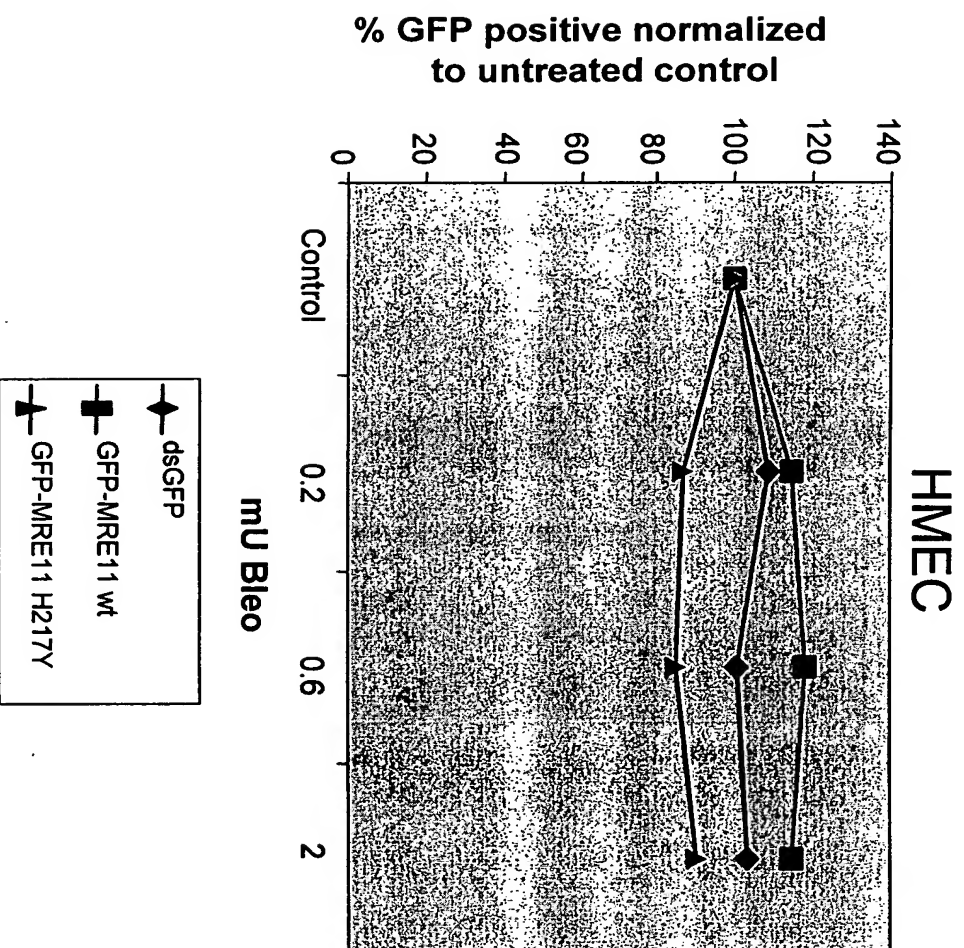 HMEC
% GFP positive normalized
to untreated control
140
120
100
80
60
40
20
0
Control
0.2
0.6
2
mU Bleo
dsGFP
GFP-MRE11 wt
GFP-MRE11 H217Y